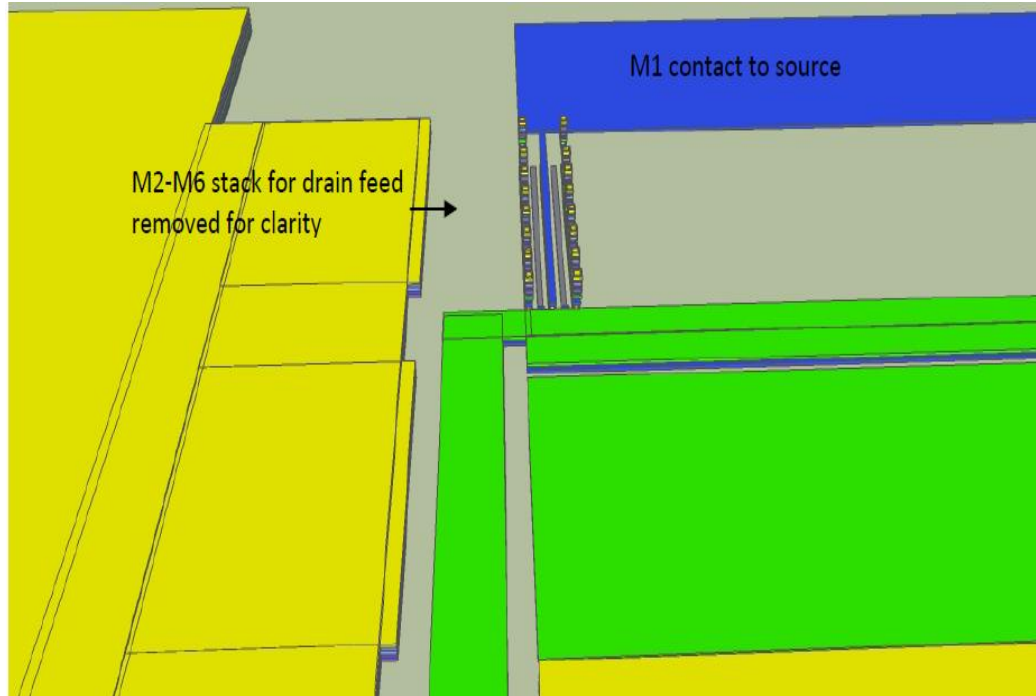 M1 contact to source
M2-M6 stack for drain feed
removed for clarity